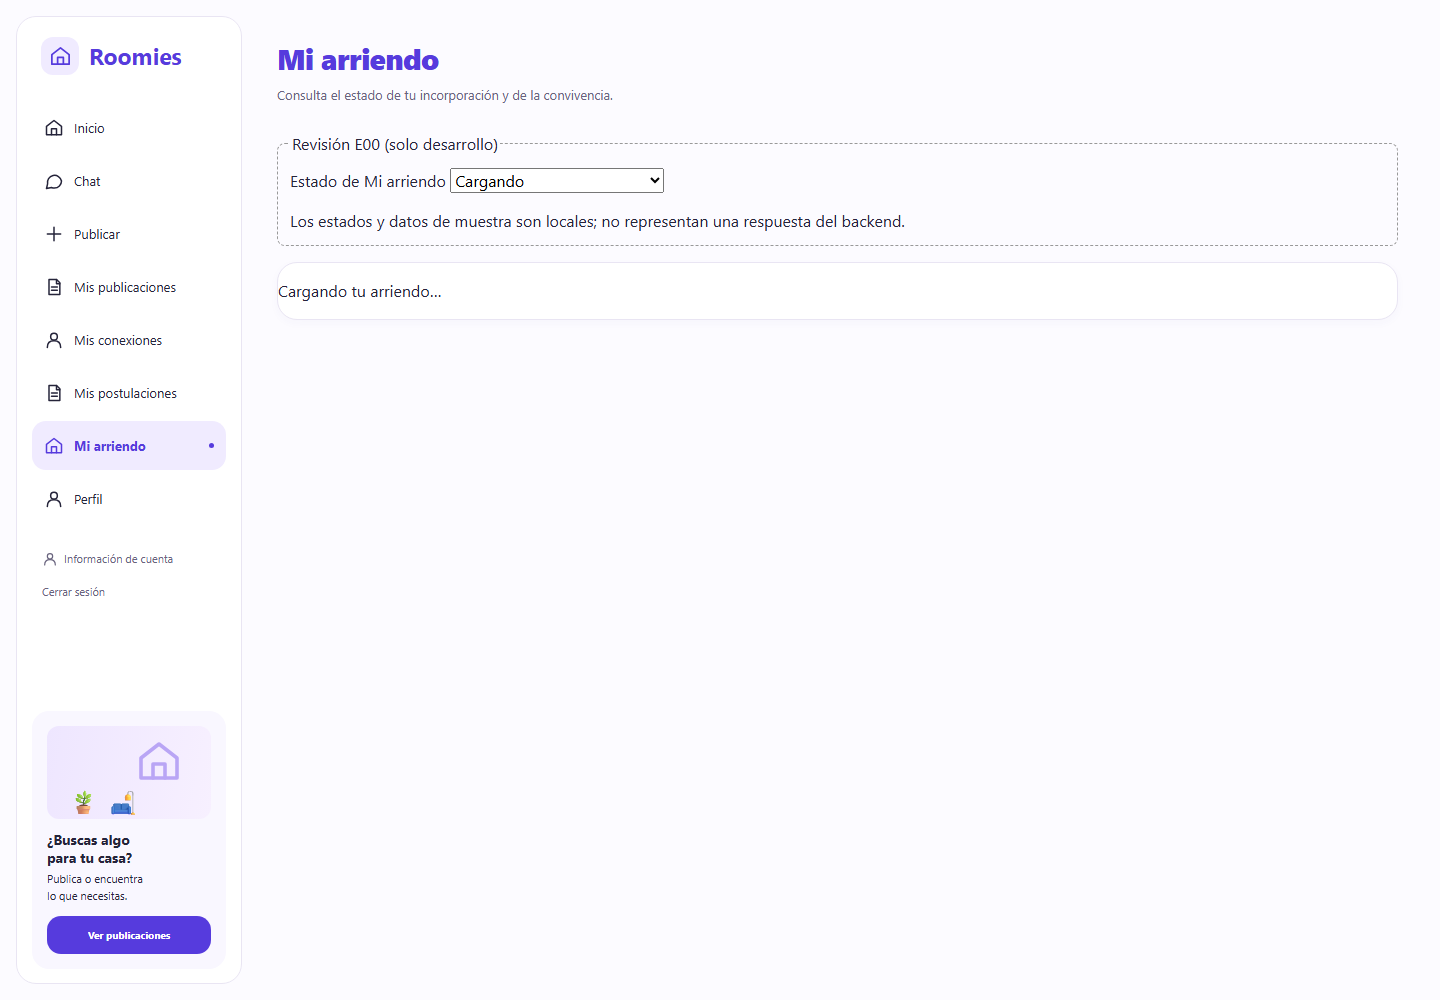 Roomies
Inicio
Chat
Publicar
Mis publicaciones
Mis conexiones
Mis postulaciones
Mi arriendo
Perfil
Información de cuenta
Cerrar sesión
¿Buscas algo
para tu casa?
Publica o encuentra
lo que necesitas.
Ver publicaciones
Mi arriendo
Consulta el estado de tu incorporación y de la convivencia.
Revisión E00 (solo desarrollo)
Estado de Mi arriendo Cargando
Los estados y datos de muestra son locales; no representan una respuesta del backend.
Cargando tu arriendo...